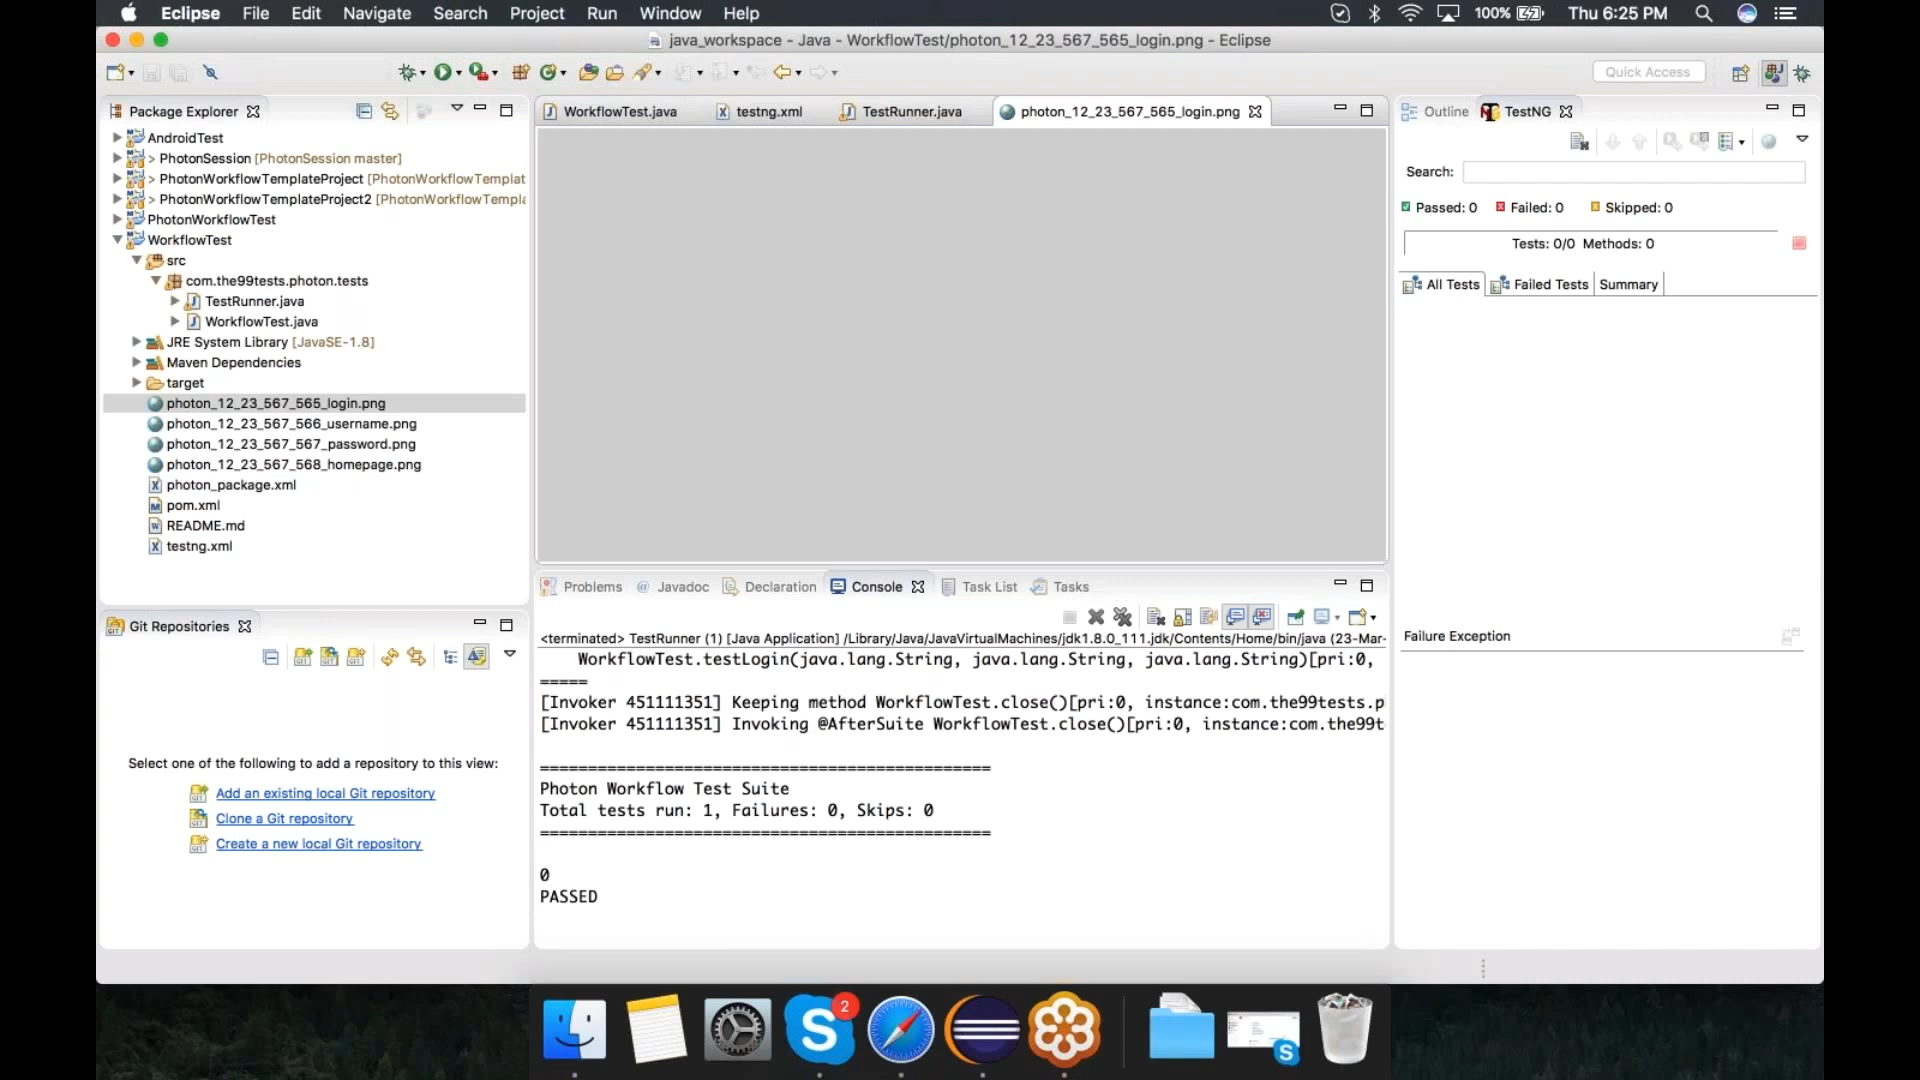 Eclipse File Edit Navigate Search Project Run Window Help 100% Thu 6:25 PM
java_workspace - Java - WorkflowTest/photon_12_23_567_565_login.png - Eclipse
Quick Access
Package Explorer
AndroidTest
> PhotonSession [PhotonSession master]
> PhotonWorkflowTemplateProject [PhotonWorkflowTemplat
> PhotonWorkflowTemplateProject2 [PhotonWorkflowTempla
PhotonWorkflowTest
WorkflowTest
src
com.the99tests.photon.tests
TestRunner.java
WorkflowTest.java
JRE System Library [JavaSE-1.8]
Maven Dependencies
target
photon_12_23_567_565_login.png
photon_12_23_567_566_username.png
photon_12_23_567_567_password.png
photon_12_23_567_568_homepage.png
photon_package.xml
pom.xml
README.md
testng.xml
Git Repositories
Select one of the following to add a repository to this view:
Add an existing local Git repository
Clone a Git repository
Create a new local Git repository
WorkflowTest.java testng.xml TestRunner.java photon_12_23_567_565_login.png
Problems @ Javadoc Declaration Console Task List Tasks
<terminated> TestRunner (1) [Java Application] /Library/Java/JavaVirtualMachines/jdk1.8.0_111.jdk/Contents/Home/bin/java (23-Mar-
WorkflowTest.testLogin(java.lang.String, java.lang.String, java.lang.String)[pri:0,
=====
[Invoker 451111351] Keeping method WorkflowTest.close()[pri:0, instance:com.the99tests.p
[Invoker 451111351] Invoking @AfterSuite WorkflowTest.close()[pri:0, instance:com.the99t
===============================================
Photon Workflow Test Suite
Total tests run: 1, Failures: 0, Skips: 0
===============================================
0
PASSED
Outline TestNG
Search:
Passed: 0 Failed: 0 Skipped: 0
Tests: 0/0 Methods: 0
All Tests Failed Tests Summary
Failure Exception
2